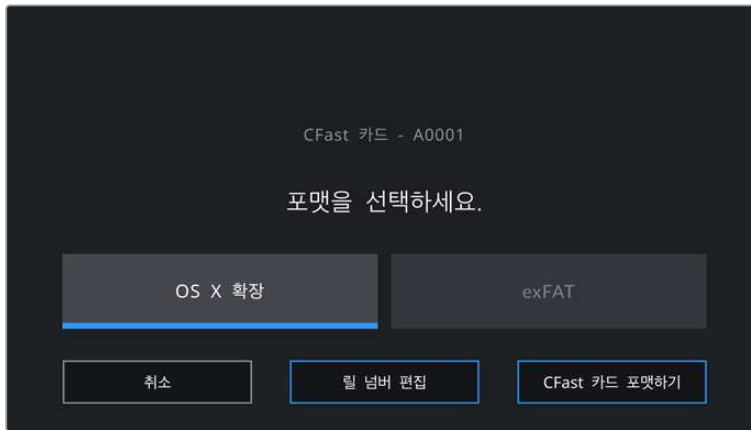 CFast 카드 - A0001
포맷을 선택하세요.
OS X 확장 exFAT
취소 릴 넘버 편집 CFast 카드 포맷하기